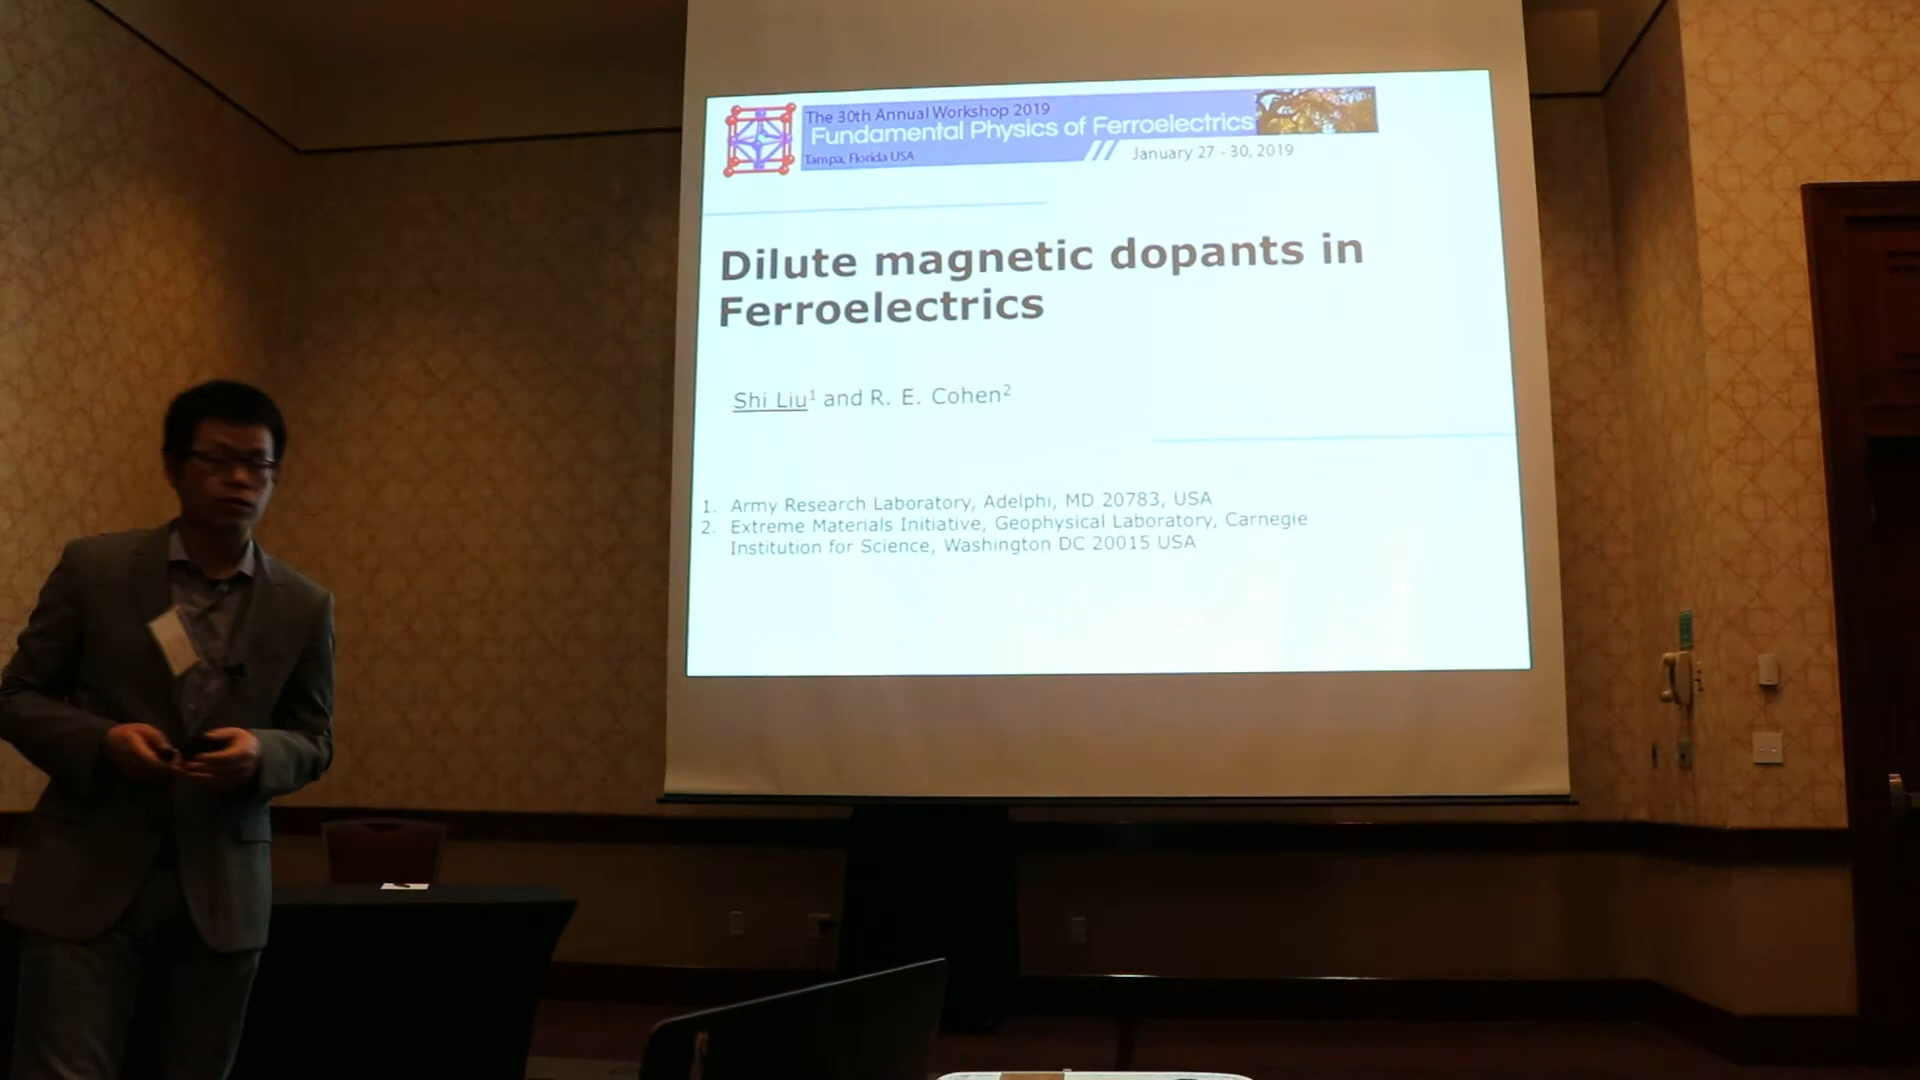 The 30th Annual Workshop 2019
Fundamental Physics of Ferroelectrics
Tampa, Florida USA
January 27 - 30, 2019
Dilute magnetic dopants in
Ferroelectrics
Shi Liu¹ and R. E. Cohen²
1. Army Research Laboratory, Adelphi, MD 20783, USA
2. Extreme Materials Initiative, Geophysical Laboratory, Carnegie
Institution for Science, Washington DC 20015 USA